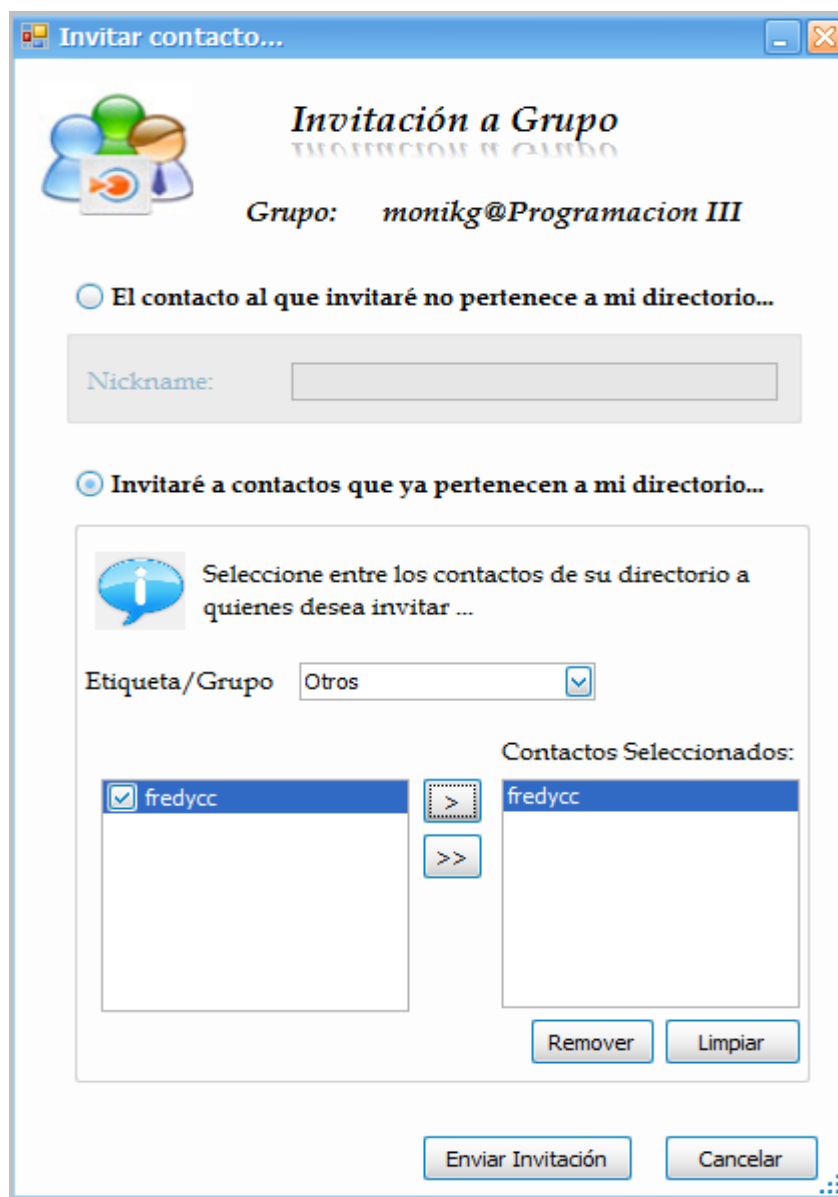 Invitar contacto...
Invitación a Grupo
Grupo: monikg@Programacion III
El contacto al que invitaré no pertenece a mi directorio...
Nickname:
Invitaré a contactos que ya pertenecen a mi directorio...
Seleccione entre los contactos de su directorio a
quienes desea invitar ...
Etiqueta/Grupo Otros
Contactos Seleccionados:
fredycc > fredycc
>>
Remover Limpiar
Enviar Invitación Cancelar